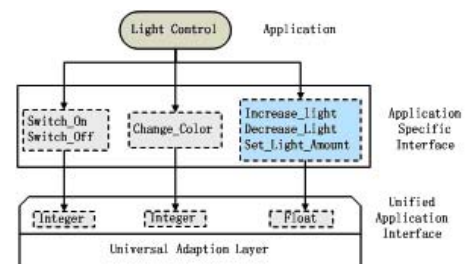 Light Control
Application
Switch_On
Switch_Off
Change_Color
Increase_light
Decrease_Light
Set_Light_Amount
Application
Specific
Interface
Integer
Integer
Float
Unified
Application
Interface
Universal Adaption Layer